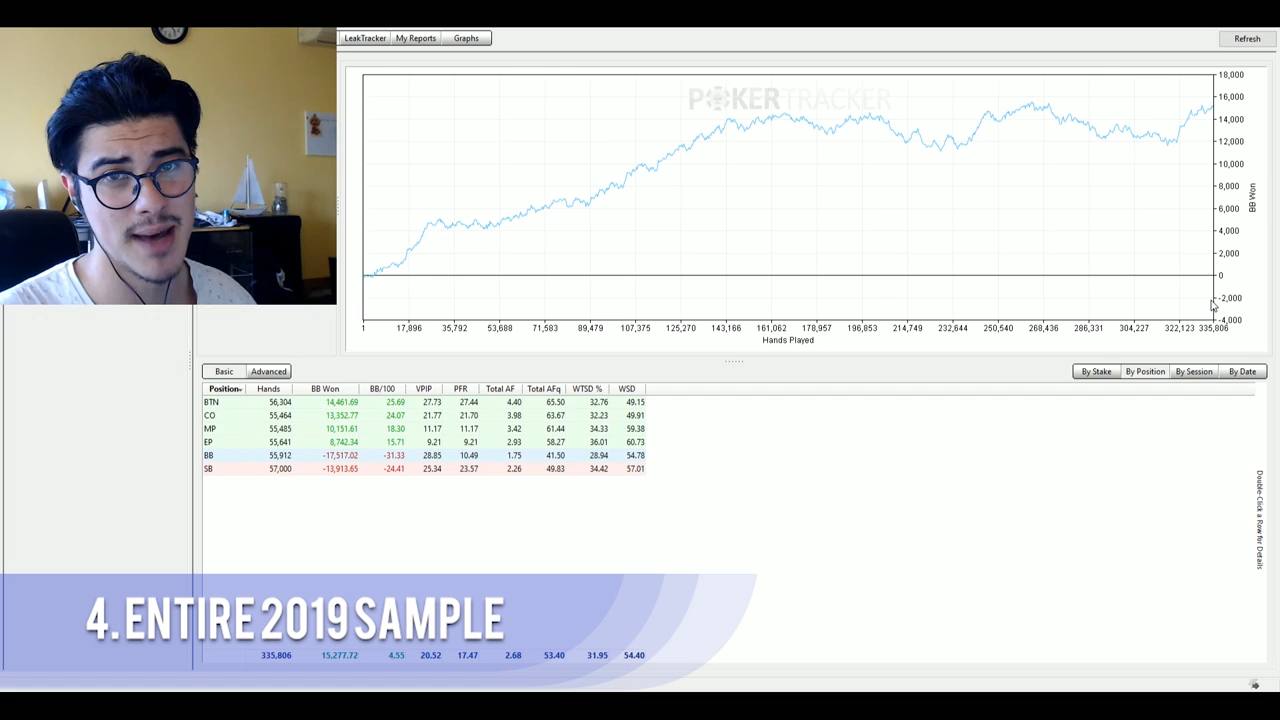 LeakTracker My Reports Graphs Refresh
POKERTRACKER
18,000
16,000
14,000
12,000
10,000
8,000
6,000
4,000
2,000
0
-2,000
-4,000
BB Won
1 17,896 35,792 53,688 71,583 89,479 107,375 125,270 143,166 161,062 178,957 196,853 214,749 232,644 250,540 268,436 286,331 304,227 322,123 335,806
Hands Played
Basic Advanced By Stake By Position By Session By Date
Position Hands BB Won BB/100 VPIP PFR Total AF Total AFq WTSD % WSD
BTN 56,304 14,461.69 25.69 27.73 27.44 4.40 65.50 32.76 49.15
CO 55,464 13,352.77 24.07 21.77 21.70 3.98 63.67 32.23 49.91
MP 55,485 10,151.61 18.30 11.17 11.17 3.42 61.44 34.33 59.38
EP 55,641 8,742.34 15.71 9.21 9.21 2.93 58.27 36.01 60.73
BB 55,912 -17,517.02 -31.33 28.85 10.49 1.75 41.50 28.94 54.78
SB 57,000 -13,913.65 -24.41 25.34 23.57 2.26 49.83 34.42 57.01
Double-Click a Row for Details
4. ENTIRE 2019 SAMPLE
335,806 15,277.72 4.55 20.52 17.47 2.68 53.40 31.95 54.40